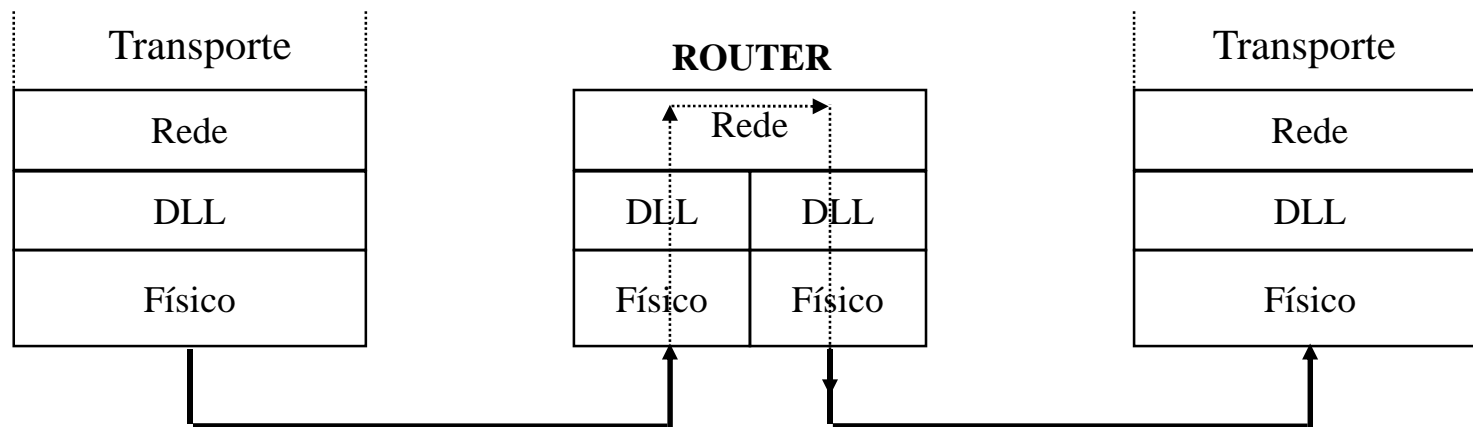 Transporte
Rede
DLL
Físico
ROUTER
Rede
DLL DLL
Físico Físico
Transporte
Rede
DLL
Físico